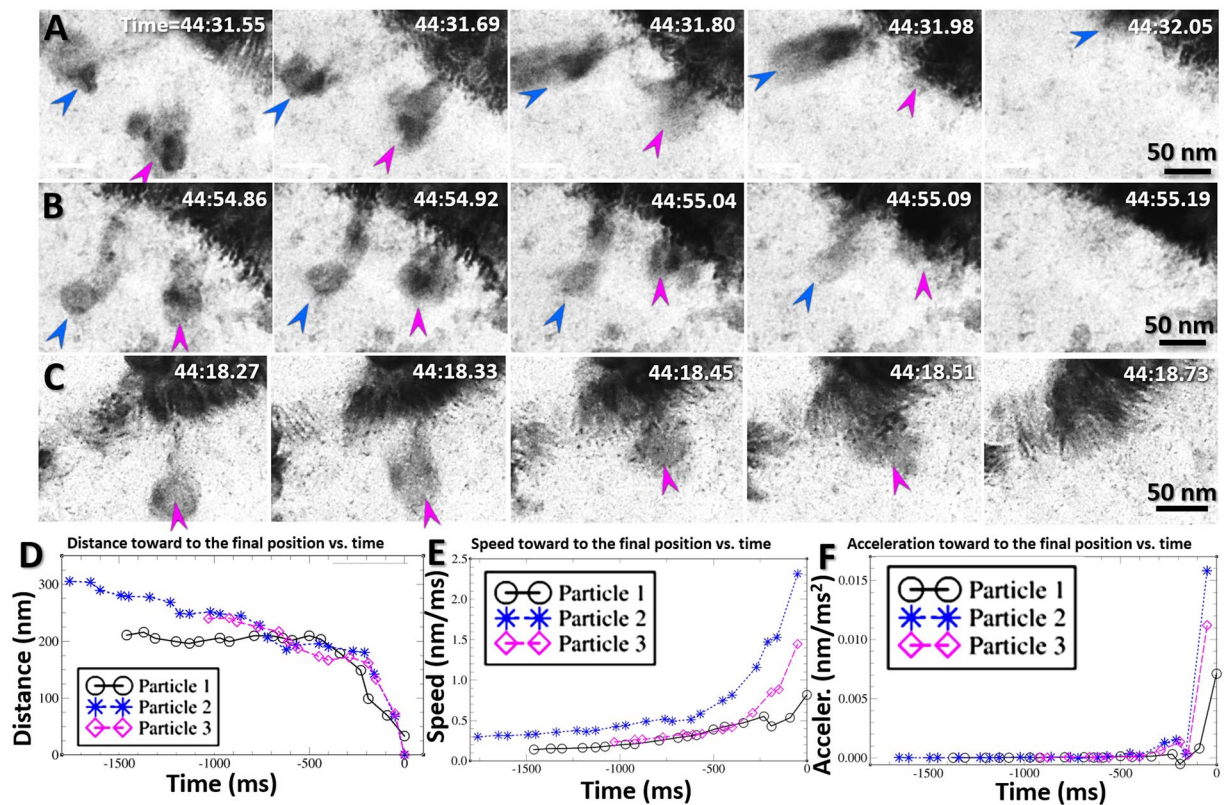 A Time=44:31.55 44:31.69 44:31.80 44:31.98 44:32.05
50 nm
B 44:54.86 44:54.92 44:55.04 44:55.09 44:55.19
50 nm
C 44:18.27 44:18.33 44:18.45 44:18.51 44:18.73
50 nm
D Distance toward to the final position vs. time
Distance (nm)
300
200
100
0
Particle 1
Particle 2
Particle 3
-1500 -1000 -500 0
Time (ms)
E Speed toward to the final position vs. time
Speed (nm/ms)
2.5
2.0
1.5
1.0
0.5
0.0
Particle 1
Particle 2
Particle 3
-1500 -1000 -500 0
Time (ms)
F Acceleration toward to the final position vs. time
Acceler. (nm/ms²)
0.015
0.010
0.005
0.000
Particle 1
Particle 2
Particle 3
-1500 -1000 -500 0
Time (ms)